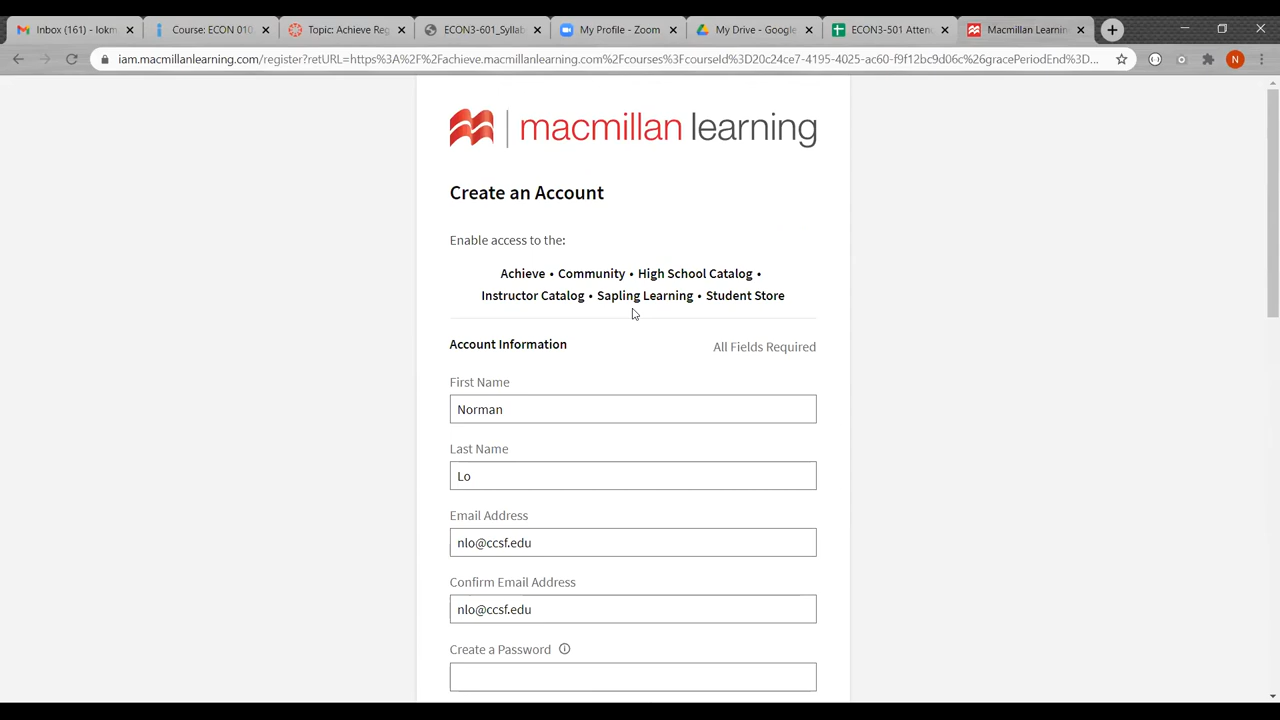 Inbox (161) - lokm
Course: ECON 010
Topic: Achieve Reg
ECON3-601_Syllab
My Profile - Zoom
My Drive - Google
ECON3-501 Atten
Macmillan Learnin
iam.macmillanlearning.com/register?retURL=https%3A%2F%2Fachieve.macmillanlearning.com%2Fcourses%3FcourseId%3D20c24ce7-4195-4025-ac60-f9f12bc9d06c%26gracePeriodEnd%3D...
N
macmillan learning
Create an Account
Enable access to the:
Achieve • Community • High School Catalog •
Instructor Catalog • Sapling Learning • Student Store
Account Information
All Fields Required
First Name
Norman
Last Name
Lo
Email Address
nlo@ccsf.edu
Confirm Email Address
nlo@ccsf.edu
Create a Password